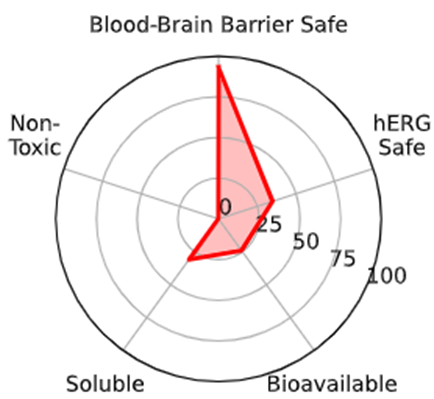 Blood-Brain Barrier Safe
Non-
Toxic
hERG
Safe
0
25
50
75
100
Soluble
Bioavailable